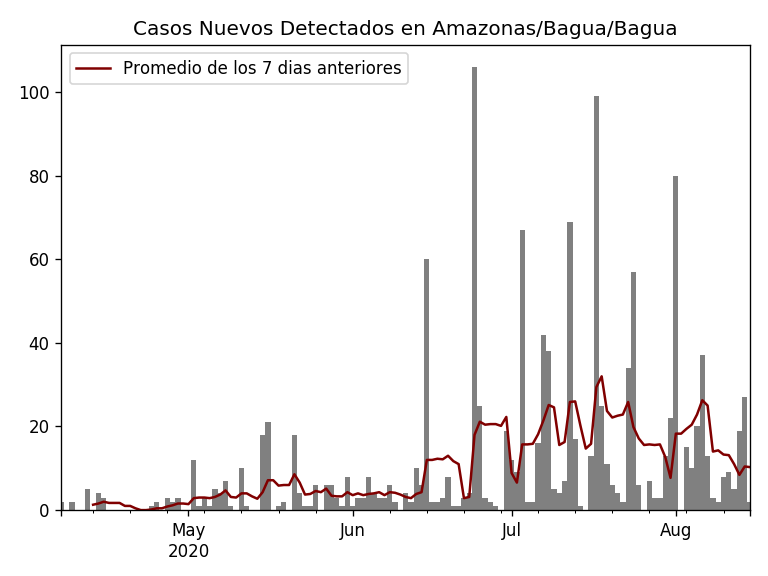 Casos Nuevos Detectados en Amazonas/Bagua/Bagua
Promedio de los 7 dias anteriores
100
80
60
40
20
0
May
2020
Jun
Jul
Aug